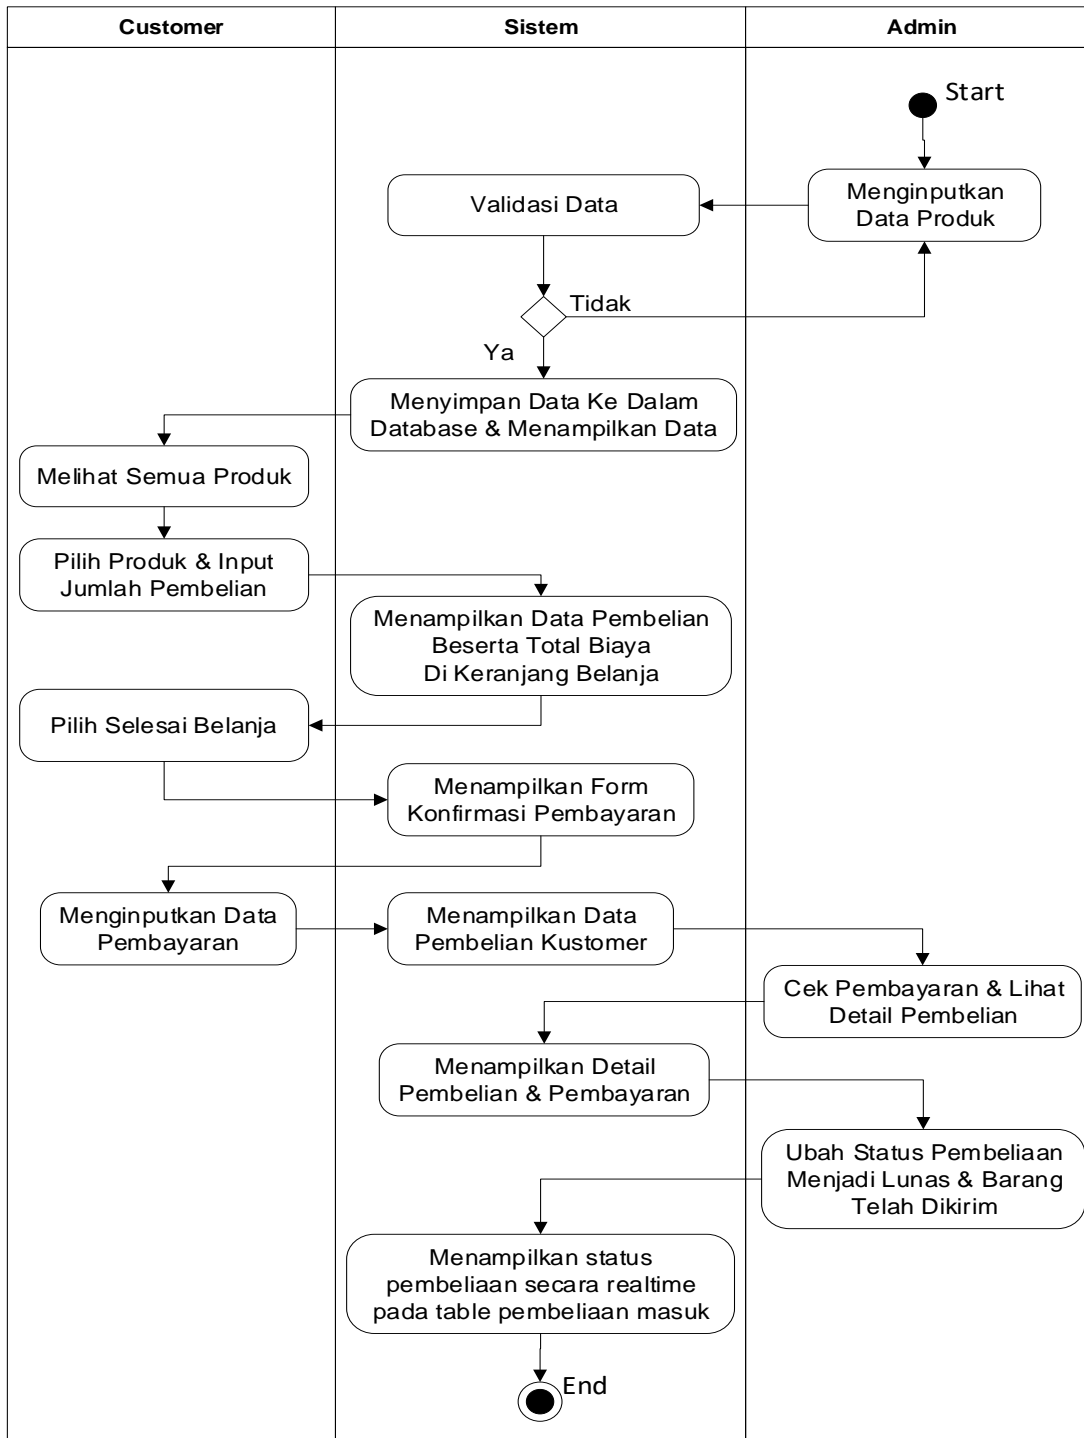 Customer
Sistem
Admin
Start
Menginputkan
Data Produk
Validasi Data
Tidak
Ya
Menyimpan Data Ke Dalam
Database & Menampilkan Data
Melihat Semua Produk
Pilih Produk & Input
Jumlah Pembelian
Menampilkan Data Pembelian
Beserta Total Biaya
Di Keranjang Belanja
Pilih Selesai Belanja
Menampilkan Form
Konfirmasi Pembayaran
Menginputkan Data
Pembayaran
Menampilkan Data
Pembelian Kustomer
Cek Pembayaran & Lihat
Detail Pembelian
Menampilkan Detail
Pembelian & Pembayaran
Ubah Status Pembeliaan
Menjadi Lunas & Barang
Telah Dikirim
Menampilkan status
pembeliaan secara realtime
pada table pembeliaan masuk
End